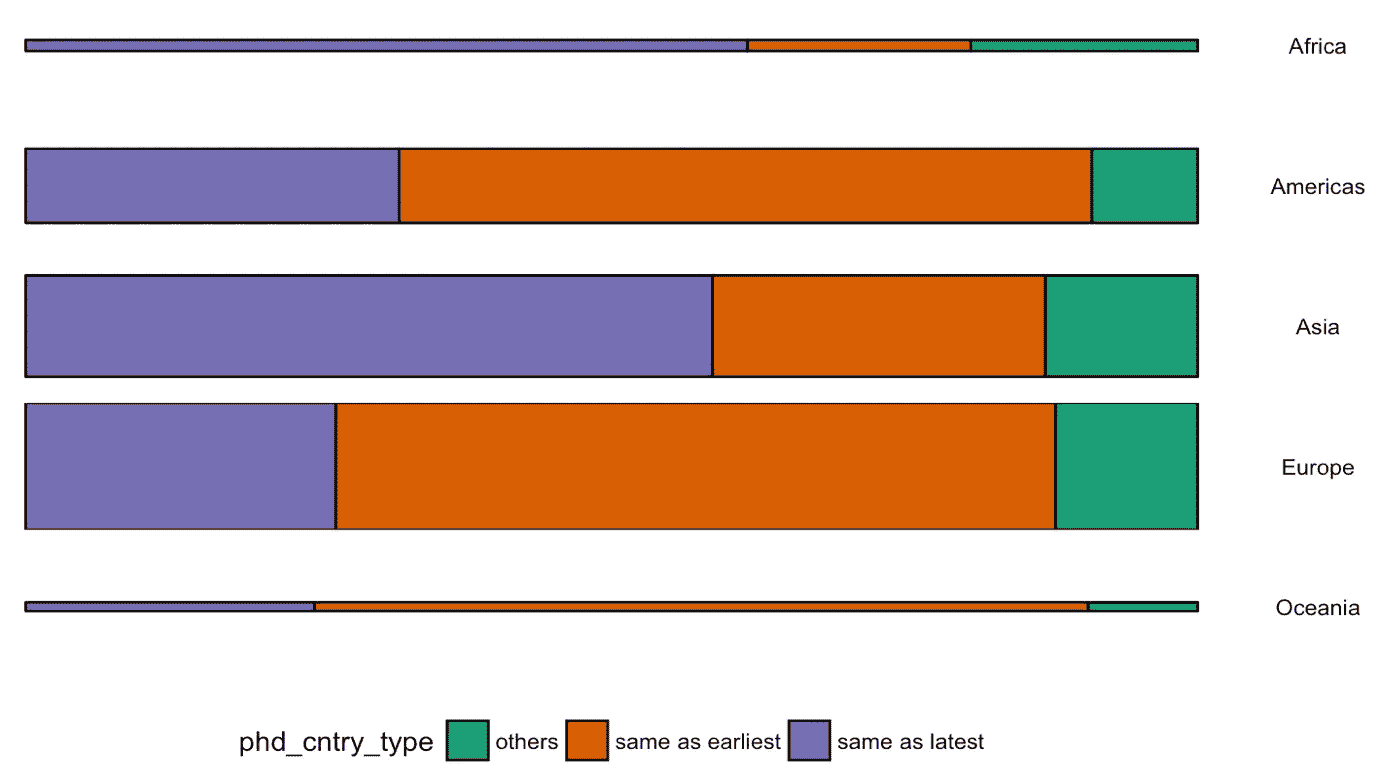 Africa
Americas
Asia
Europe
Oceania
phd_cntry_type others same as earliest same as latest